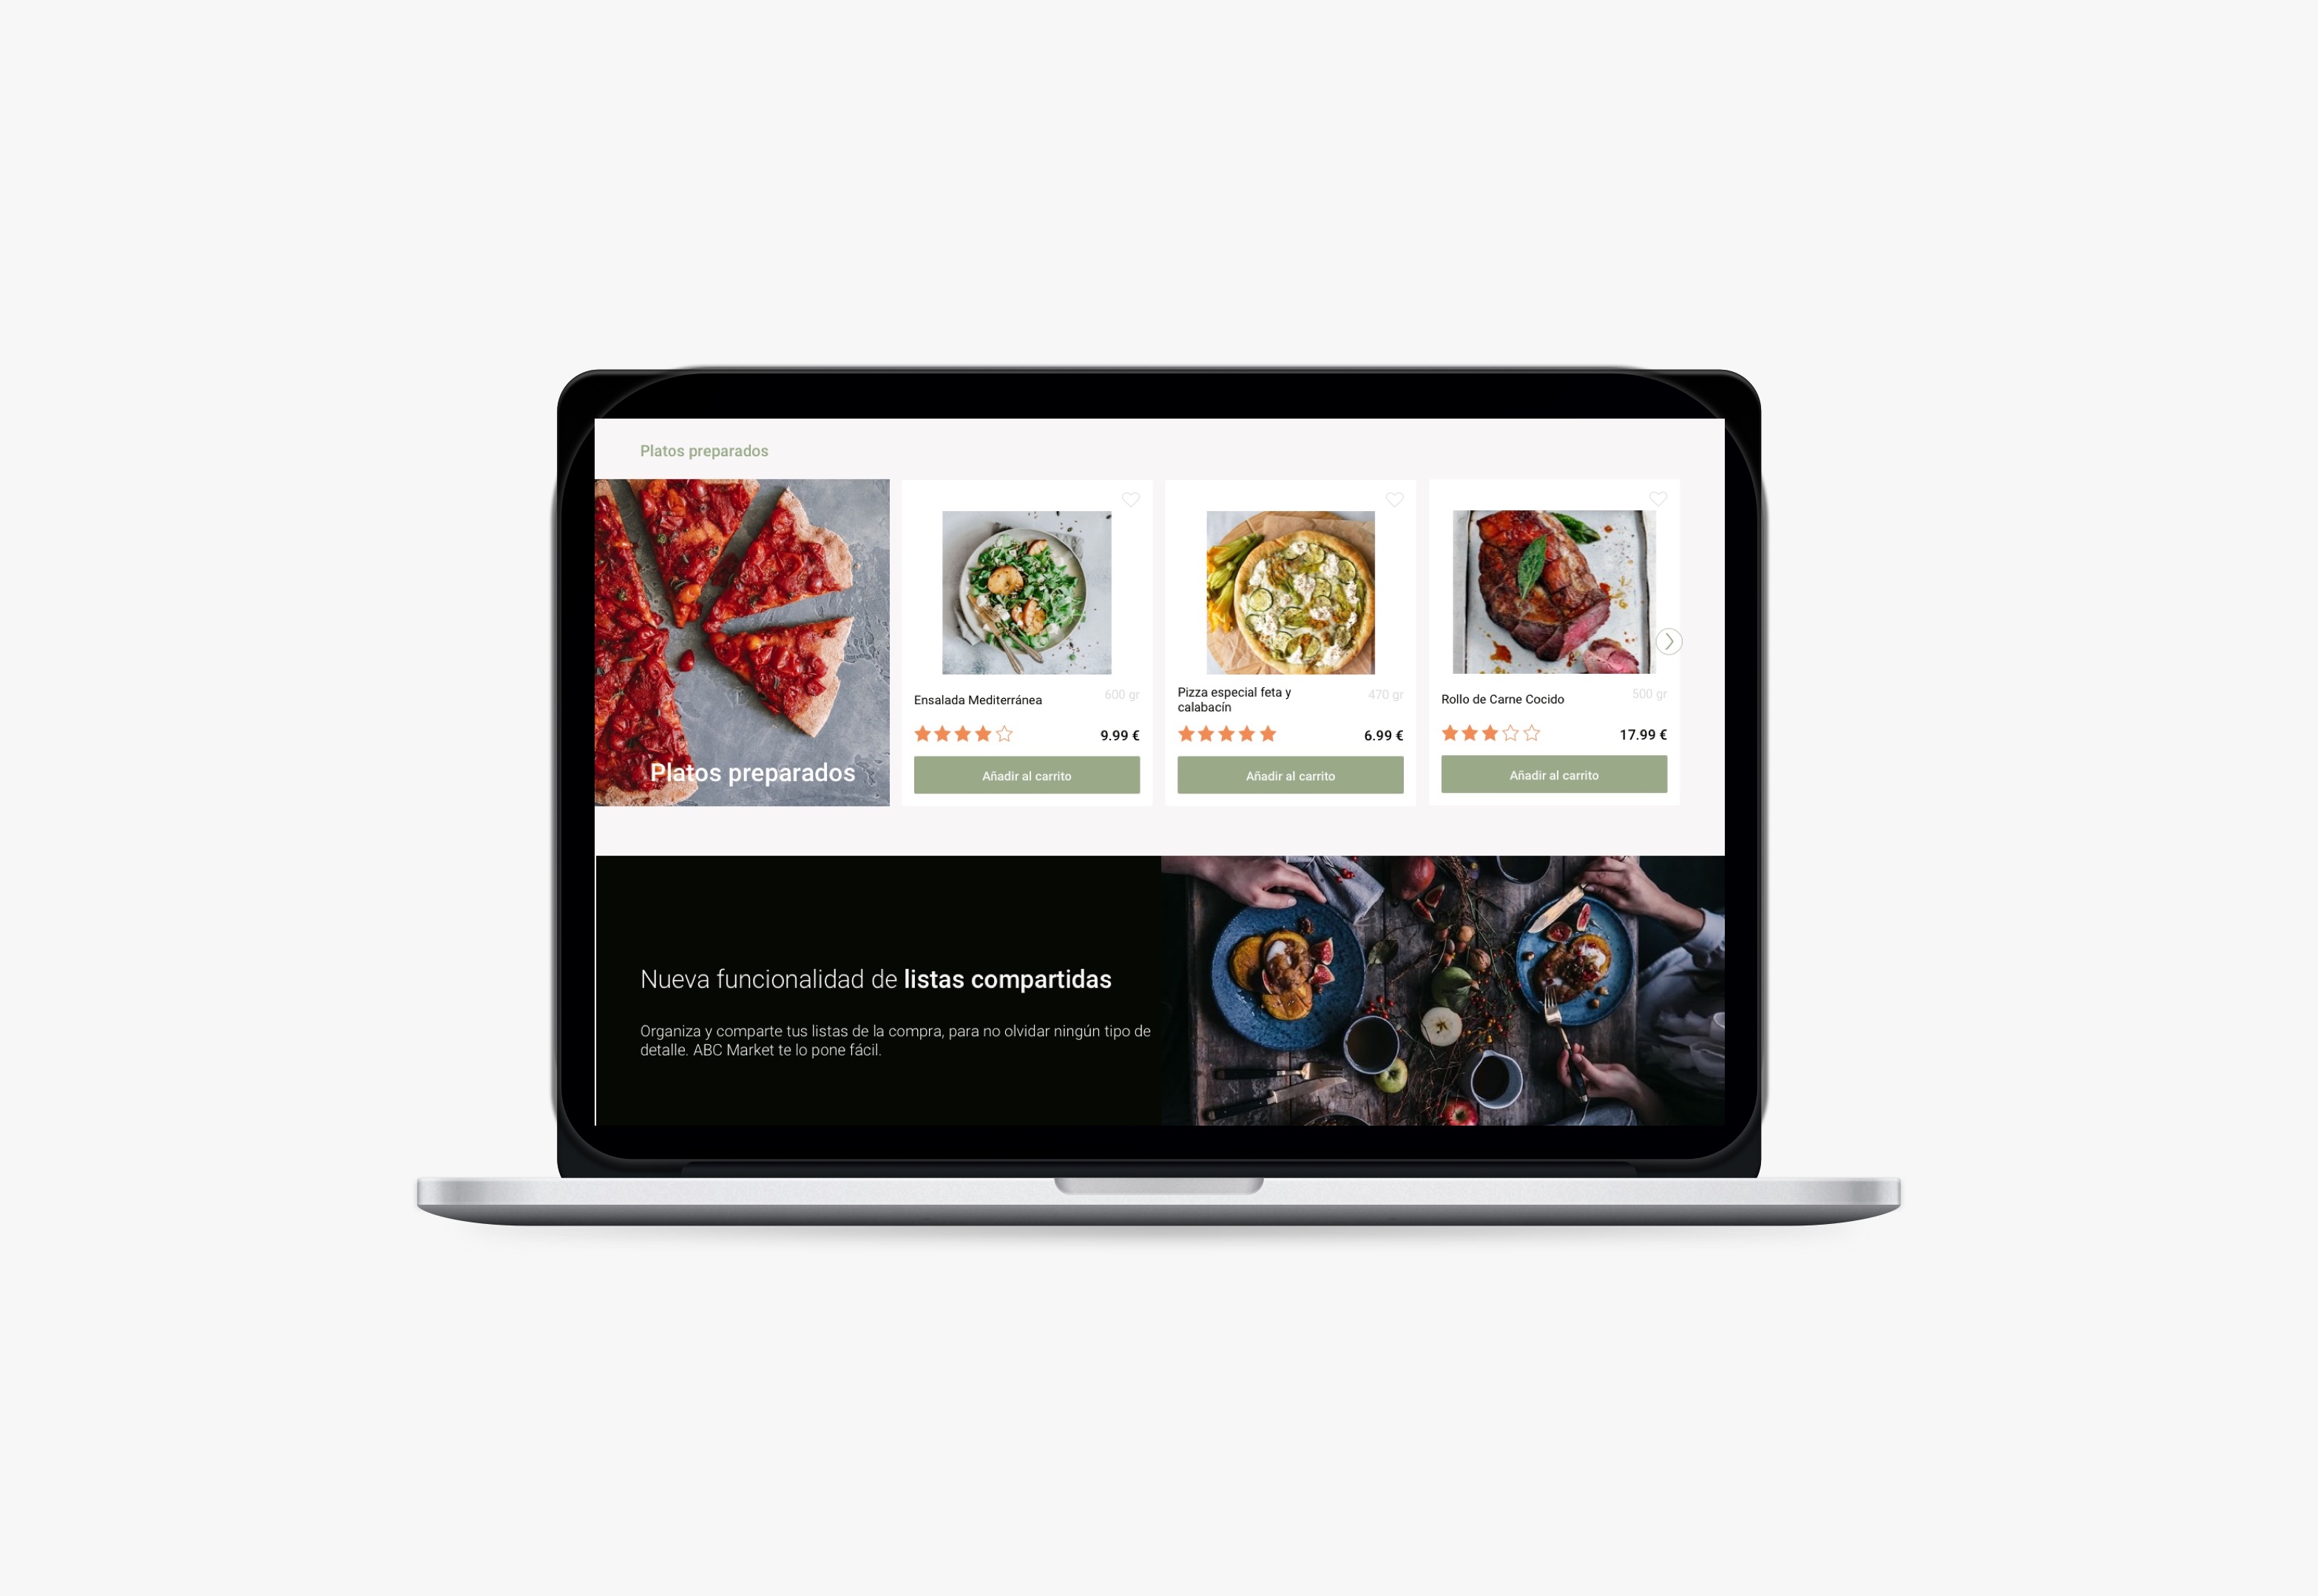 Platos preparados
Platos preparados
Ensalada Mediterránea
600 gr
9.99 €
Añadir al carrito
Pizza especial feta y
calabacín
470 gr
6.99 €
Añadir al carrito
Rollo de Carne Cocido
500 gr
17.99 €
Añadir al carrito
Nueva funcionalidad de listas compartidas
Organiza y comparte tus listas de la compra, para no olvidar ningún tipo de
detalle. ABC Market te lo pone fácil.